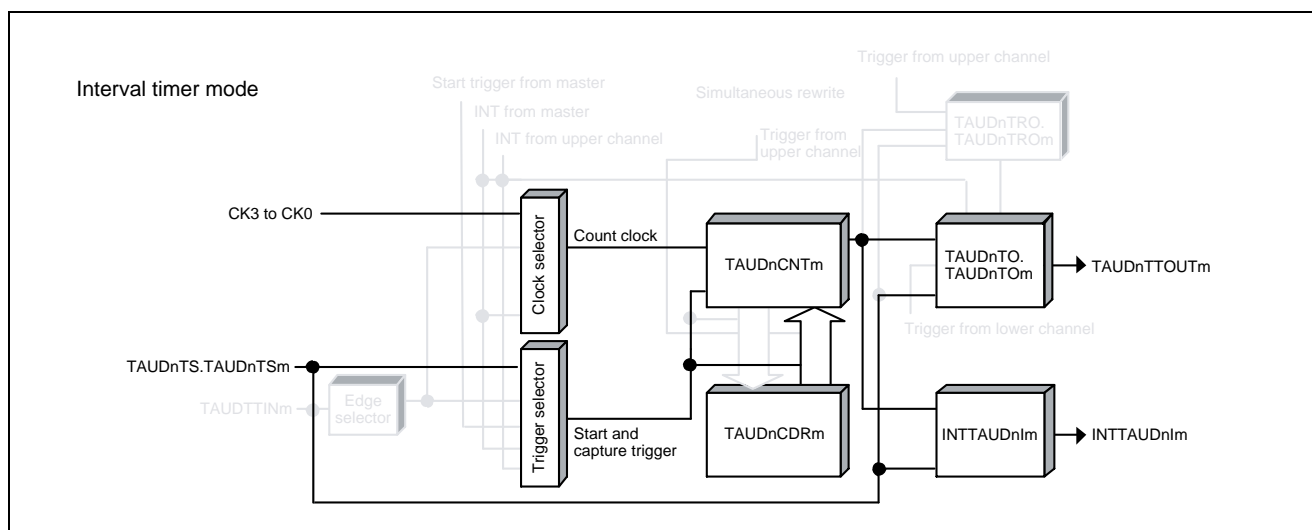 Interval timer mode
Trigger from upper channel
Start trigger from master
Simultaneous rewrite
INT from master
TAUDnTRO.
TAUDnTROm
INT from upper channel
Trigger from
upper channel
CK3 to CK0
Clock selector
Count clock
TAUDnCNTm
TAUDnTO.
TAUDnTOm
TAUDnTTOUTm
Trigger from lower channel
TAUDnTS.TAUDnTSm
TAUDTTINm
Edge
selector
Trigger selector
Start and
capture trigger
TAUDnCDRm
INTTAUDnIm
INTTAUDnIm